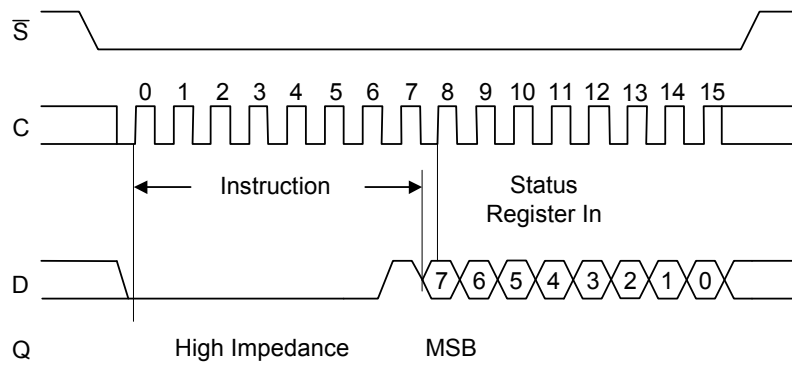 S̅
0 1 2 3 4 5 6 7 8 9 10 11 12 13 14 15
C
Instruction Status
Register In
D 7 6 5 4 3 2 1 0
Q High Impedance MSB